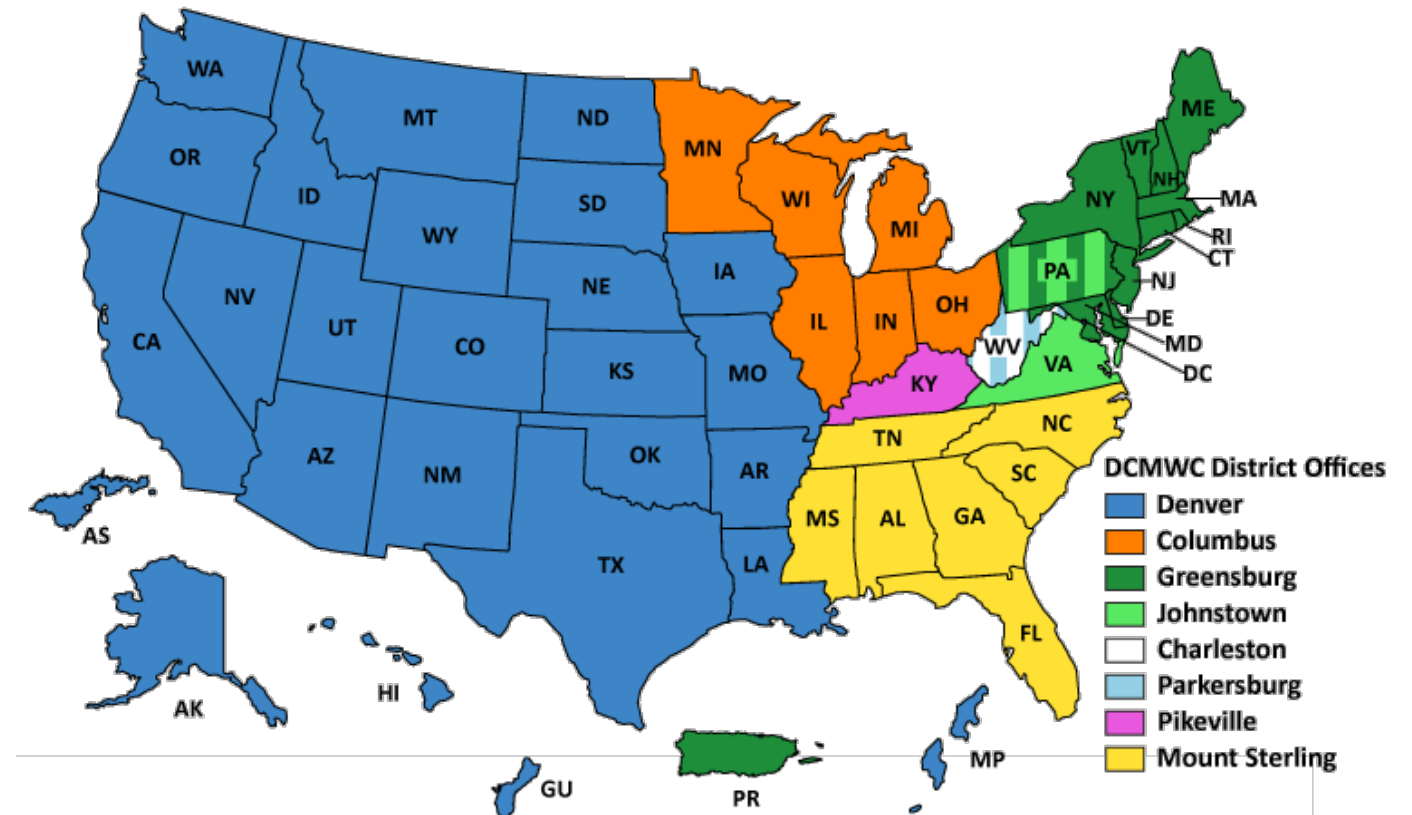 WA
MT
ND
MN
ME
OR
ID
SD
WI
MI
VT
NH
NY
MA
WY
RI
CT
IA
PA
NV
NE
NJ
UT
CO
IL
IN
OH
DE
CA
MD
WV
DC
KS
MO
KY
VA
AZ
NM
OK
AR
TN
NC
SC
MS
AL
GA
AS
TX
LA
FL
AK
HI
GU
PR
MP
DCMWC District Offices
Denver
Columbus
Greensburg
Johnstown
Charleston
Parkersburg
Pikeville
Mount Sterling